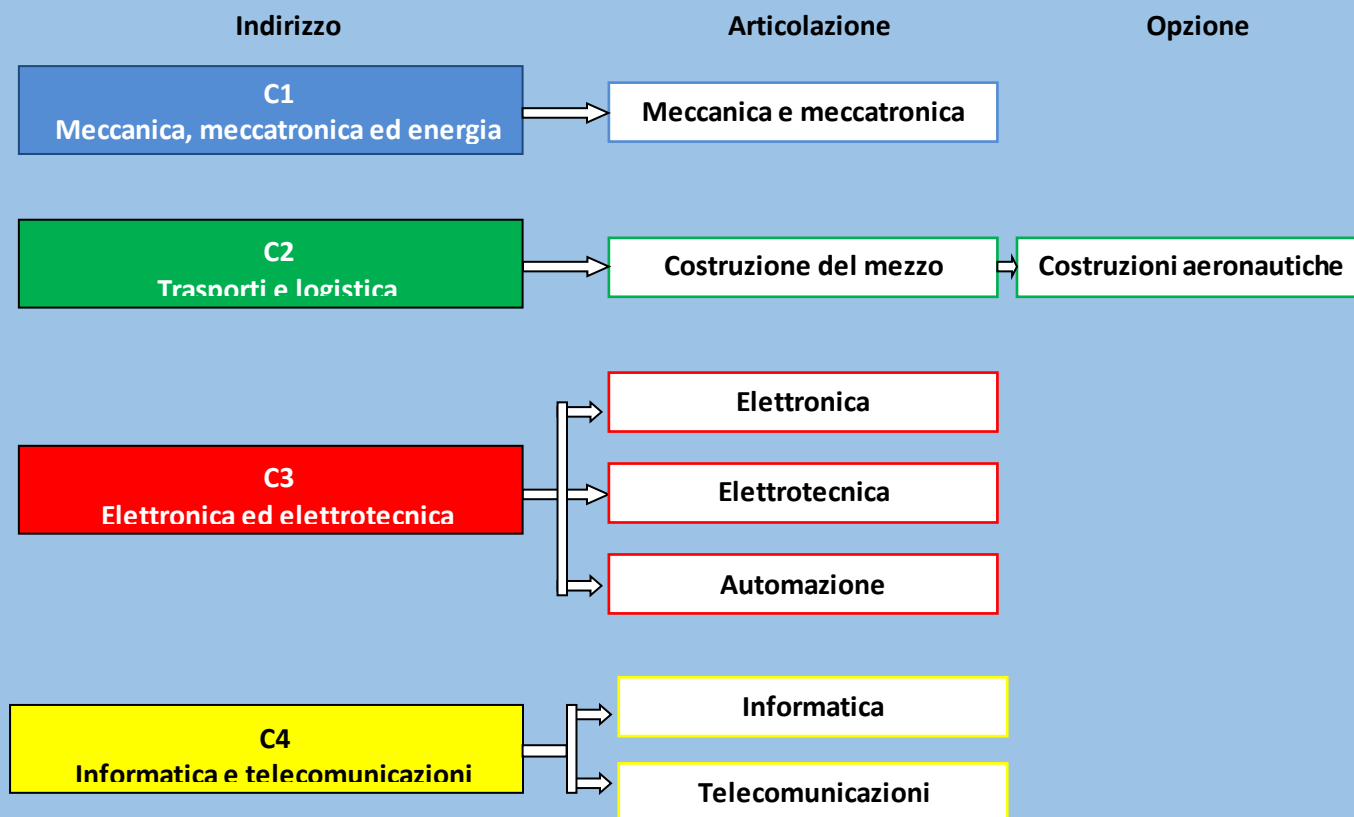 Indirizzo Articolazione Opzione
C1
Meccanica, meccatronica ed energia
Meccanica e meccatronica
C2
Trasporti e logistica
Costruzione del mezzo
Costruzioni aeronautiche
C3
Elettronica ed elettrotecnica
Elettronica
Elettrotecnica
Automazione
C4
Informatica e telecomunicazioni
Informatica
Telecomunicazioni